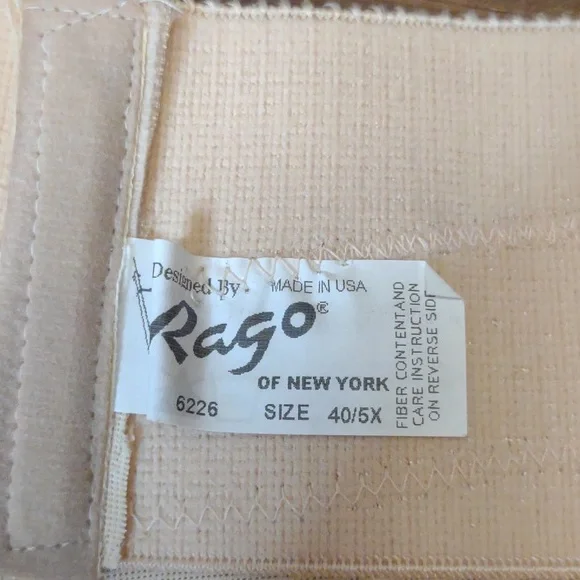 Designed By MADE IN USA
Rago®
OF NEW YORK
6226 SIZE 40/5X
FIBER CONTENT AND
CARE INSTRUCTION
ON REVERSE SIDE